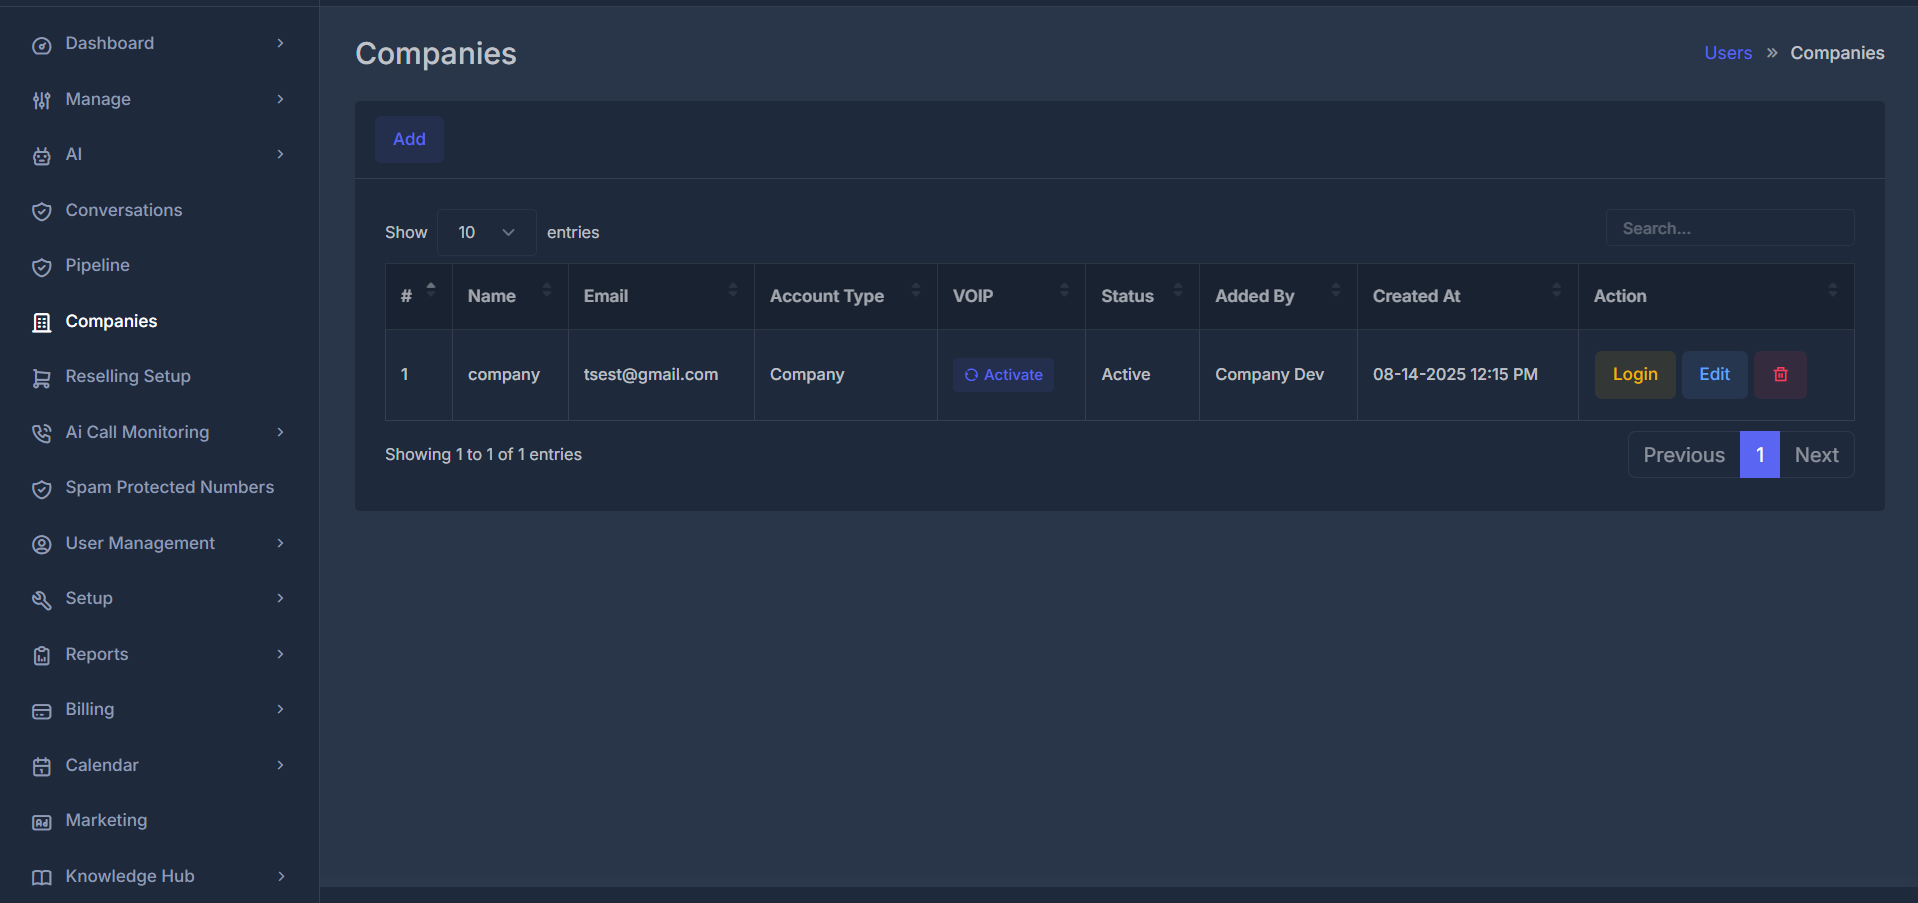 Dashboard
Manage
AI
Conversations
Pipeline
Companies
Reselling Setup
Ai Call Monitoring
Spam Protected Numbers
User Management
Setup
Reports
Billing
Calendar
Marketing
Knowledge Hub
Companies
Users » Companies
Add
Show 10 entries
Search...
# Name Email Account Type VOIP Status Added By Created At Action
1 company tsest@gmail.com Company Activate Active Company Dev 08-14-2025 12:15 PM Login Edit
Showing 1 to 1 of 1 entries
Previous 1 Next